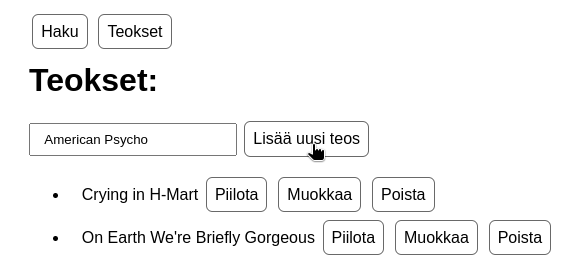 Haku Teokset
Teokset:
American Psycho Lisää uusi teos
Crying in H-Mart Piilota Muokkaa Poista
On Earth We're Briefly Gorgeous Piilota Muokkaa Poista